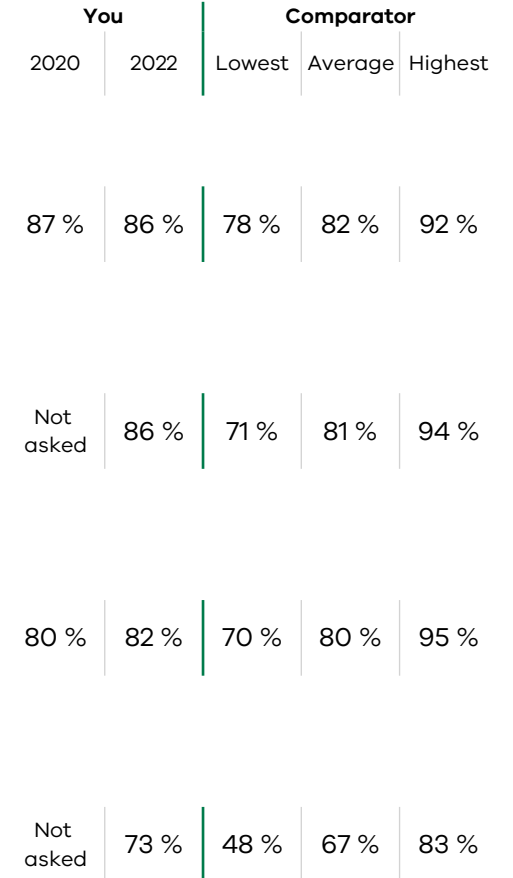 You Comparator
2020 2022 Lowest Average Highest
87 % 86 % 78 % 82 % 92 %
Not
asked
86 % 71 % 81 % 94 %
80 % 82 % 70 % 80 % 95 %
Not
asked
73 % 48 % 67 % 83 %